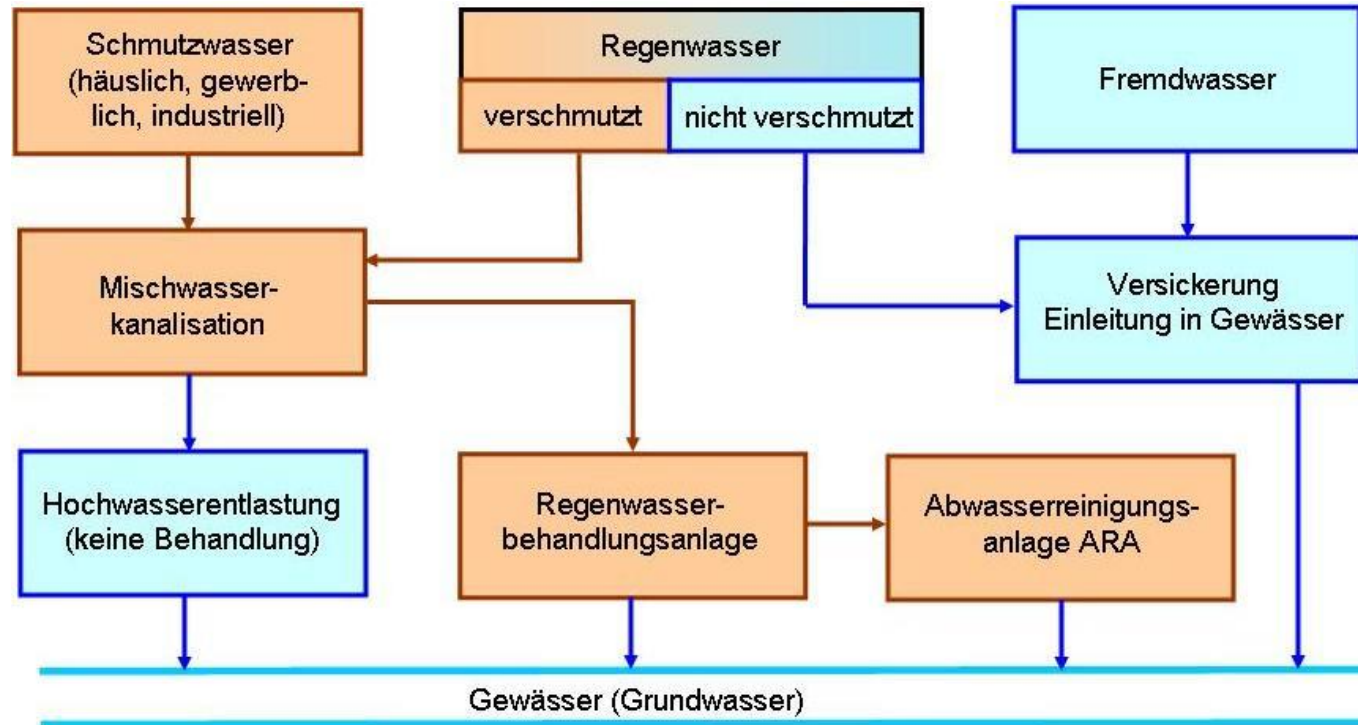 Schmutzwasser
(häuslich, gewerb-
lich, industriell)
Regenwasser
verschmutzt
nicht verschmutzt
Fremdwasser
Mischwasser-
kanalisation
Versickerung
Einleitung in Gewässer
Hochwasserentlastung
(keine Behandlung)
Regenwasser-
behandlungsanlage
Abwasserreinigungs-
anlage ARA
Gewässer (Grundwasser)